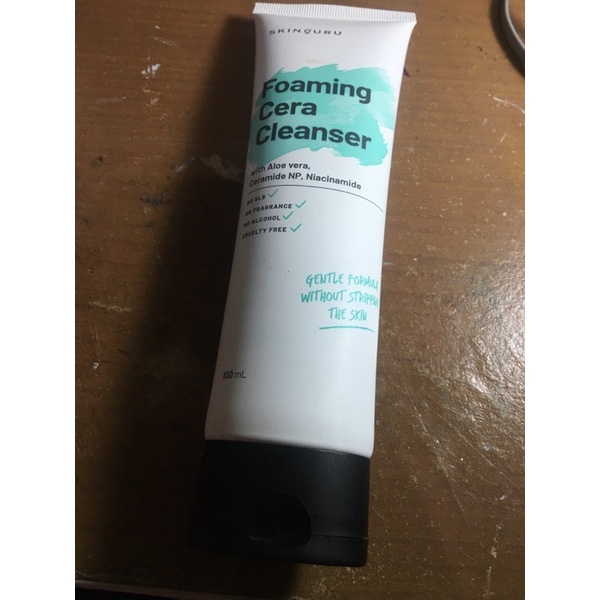 SKINGURU
Foaming
Cera
Cleanser
with Aloe vera,
Ceramide NP, Niacinamide
NO SLS
NO FRAGRANCE
NO ALCOHOL
CRUELTY FREE
GENTLE FORMULA
WITHOUT STRIPPING
THE SKIN
100 mL